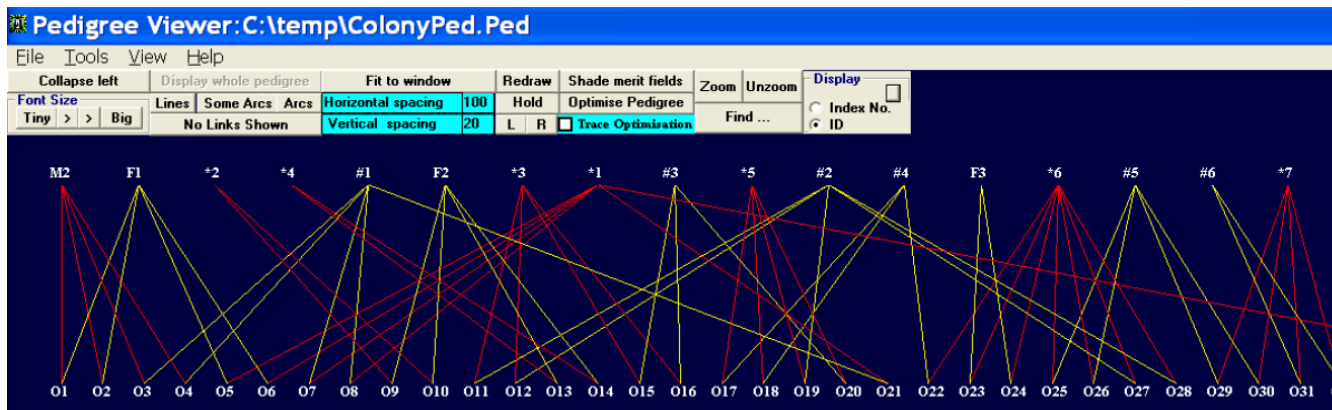 Pedigree Viewer:C:\temp\ColonyPed.Ped
File Tools View Help
Collapse left Display whole pedigree Fit to window Redraw Shade merit fields Zoom Unzoom Display
Font Size Lines Some Arcs Arcs Horizontal spacing 100 Hold Optimise Pedigree Index No.
Tiny > > Big No Links Shown Vertical spacing 20 L R Trace Optimisation Find ... ID
M2 F1 *2 *4 #1 F2 *3 *1 #3 *5 #2 #4 F3 *6 #5 #6 *7
O1 O2 O3 O4 O5 O6 O7 O8 O9 O10 O11 O12 O13 O14 O15 O16 O17 O18 O19 O20 O21 O22 O23 O24 O25 O26 O27 O28 O29 O30 O31